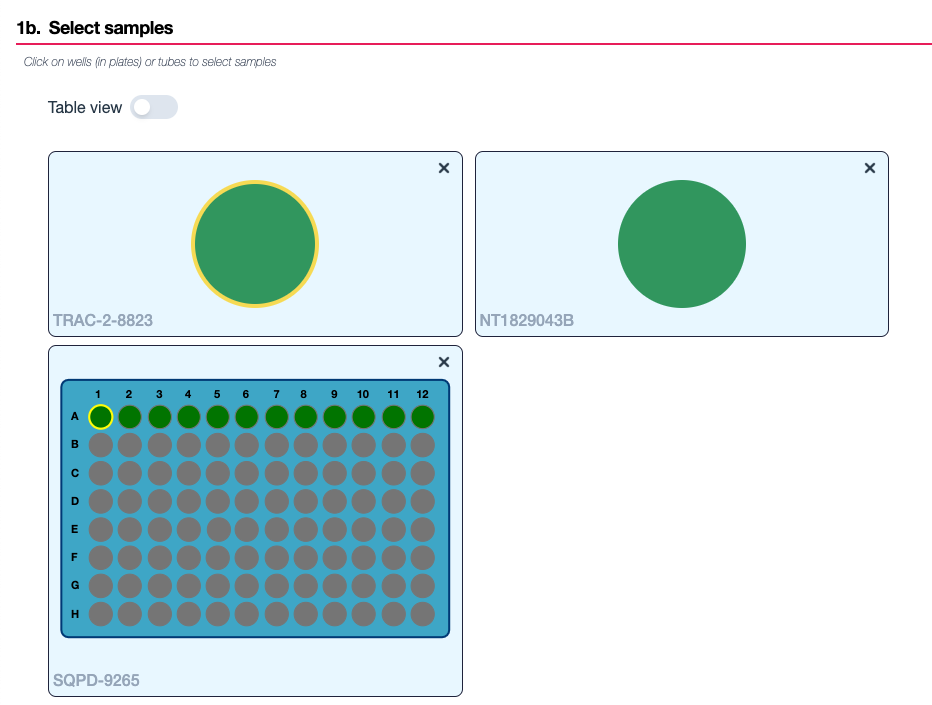 1b. Select samples
Click on wells (in plates) or tubes to select samples
Table view
TRAC-2-8823
NT1829043B
1 2 3 4 5 6 7 8 9 10 11 12
A
B
C
D
E
F
G
H
SQPD-9265